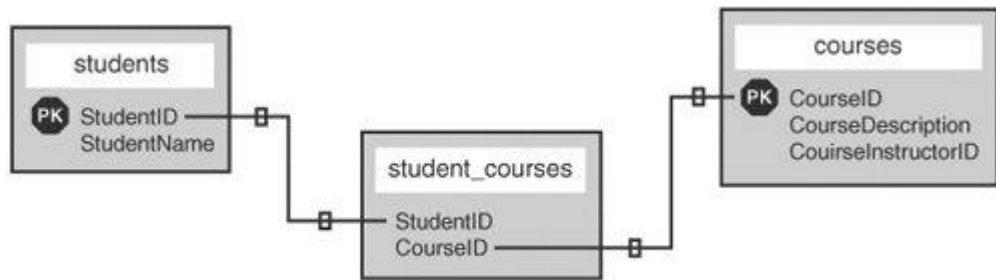 students
PK StudentID
StudentName
student_courses
StudentID
CourseID
courses
PK CourseID
CourseDescription
CouirseInstructorID